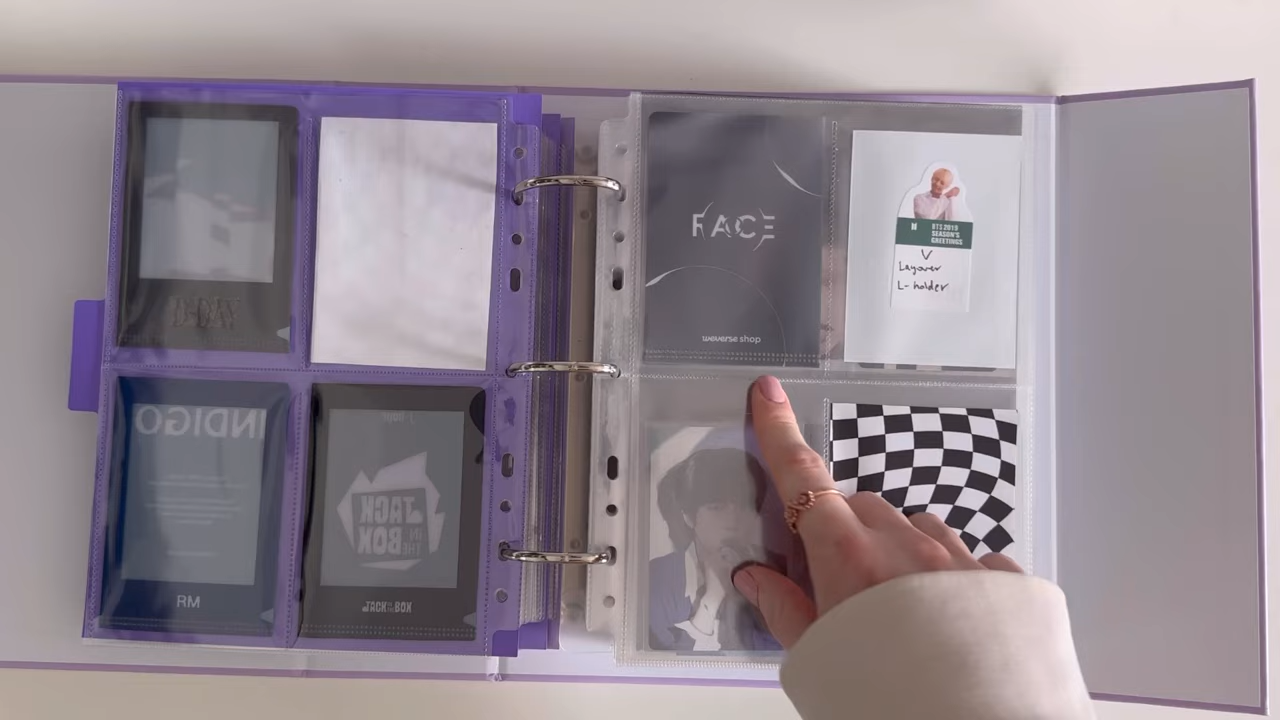 D-DAY
INDIGO
RM
JACK
IN THE
BOX
JACK IN THE BOX
FACE
weverse shop
BTS 2019
SEASON'S
GREETINGS
V
Layover
L-holder